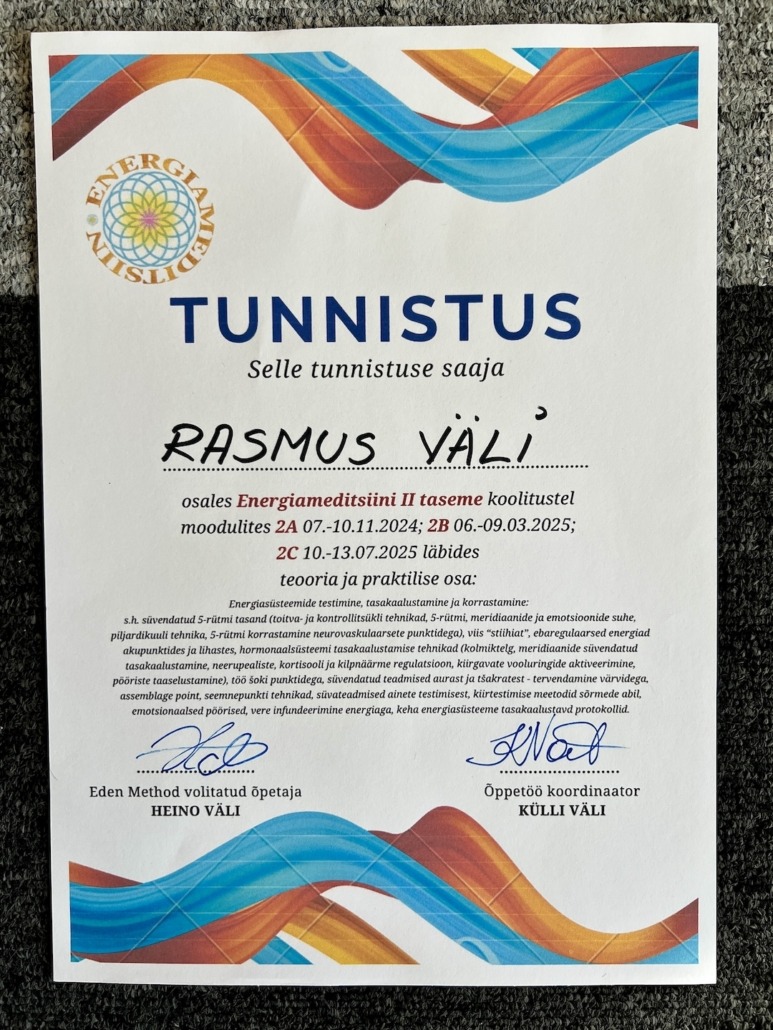 ENERGIAMEDITSIIN
TUNNISTUS
Selle tunnistuse saaja
RASMUS VÄLI
osales Energiameditsiini II taseme koolitustel
moodulites 2A 07.-10.11.2024; 2B 06.-09.03.2025;
2C 10.-13.07.2025 läbides
teooria ja praktilise osa:
Energiasüsteemide testimine, tasakaalustamine ja korrastamine:
s.h. süvendatud 5-rütmi tasand (toitva- ja kontrollitsükli tehnikad, 5-rütmi, meridiaanide ja emotsioonide suhe,
piljardikuuli tehnika, 5-rütmi korrastamine neurovaskulaarsete punktidega), viis “stiihiat”, ebaregulaarsed energiad
akupunktides ja lihastes, hormonaalsüsteemi tasakaalustamise tehnikad (kolmiktelg, meridiaanide süvendatud
tasakaalustamine, neerupealiste, kortisooli ja kilpnäärme regulatsioon, kiirgavate vooluringide aktiveerimine,
pööriste taaselustamine), töö šoki punktidega, süvendatud teadmised aurast ja tšakratest - tervendamine värvidega,
assemblage point, seemnepunkti tehnikad, süvateadmised ainete testimisest, kiirtestimise meetodid sõrmede abil,
emotsionaalsed pöörised, vere infundeerimine energiaga, keha energiasüsteeme tasakaalustavd protokollid.
Eden Method volitatud õpetaja
HEINO VÄLI
Õppetöö koordinaator
KÜLLI VÄLI